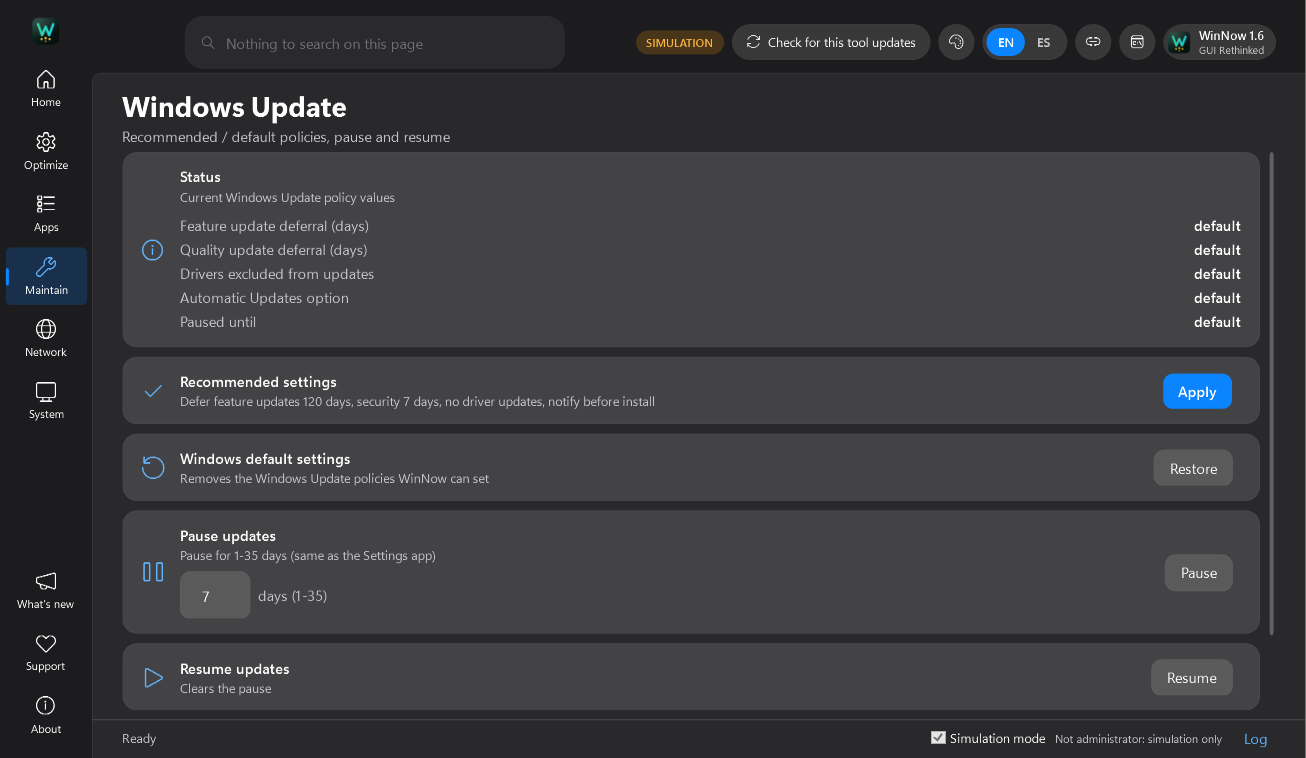 W
Nothing to search on this page
SIMULATION
Check for this tool updates
EN
ES
W
WinNow 1.6
GUI Rethinked
Home
Optimize
Apps
Maintain
Network
System
What's new
Support
About
Windows Update
Recommended / default policies, pause and resume
Status
Current Windows Update policy values
Feature update deferral (days) default
Quality update deferral (days) default
Drivers excluded from updates default
Automatic Updates option default
Paused until default
Recommended settings
Defer feature updates 120 days, security 7 days, no driver updates, notify before install
Apply
Windows default settings
Removes the Windows Update policies WinNow can set
Restore
Pause updates
Pause for 1-35 days (same as the Settings app)
7 days (1-35)
Pause
Resume updates
Clears the pause
Resume
Ready
Simulation mode
Not administrator: simulation only
Log